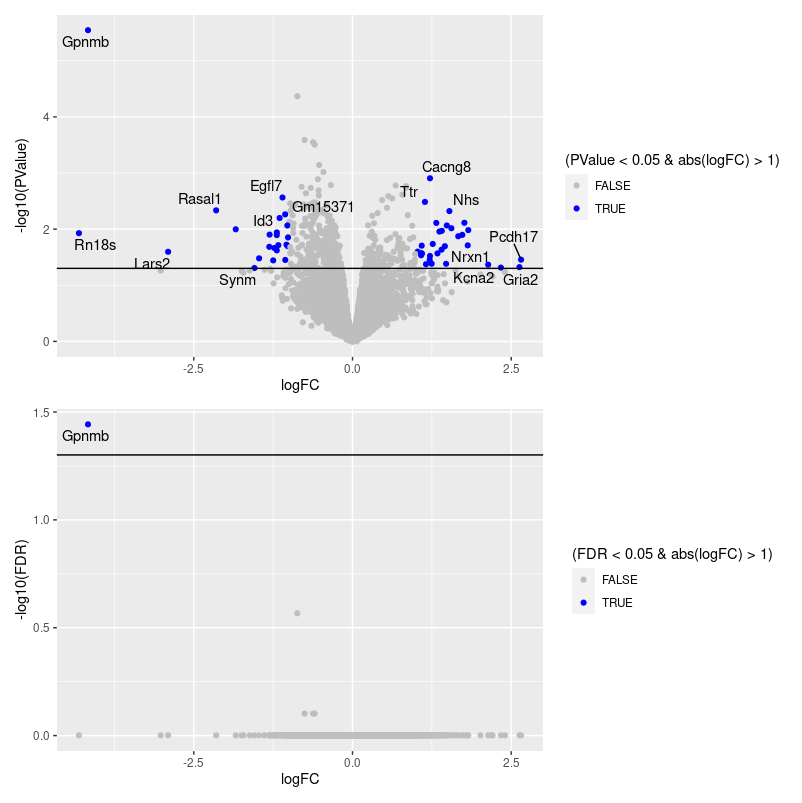 Gpnmb
4
Cacng8
Egfl7
Ttr
Rasal1
Nhs
Gm15371
Id3
2
Rn18s
Pcdh17
Lars2
Nrxn1
Synm
Kcna2
Gria2
0
-2.5
0.0
2.5
logFC
-log10(PValue)
(PValue < 0.05 & abs(logFC) > 1)
FALSE
TRUE
1.5
Gpnmb
1.0
0.5
0.0
-2.5
0.0
2.5
logFC
-log10(FDR)
(FDR < 0.05 & abs(logFC) > 1)
FALSE
TRUE